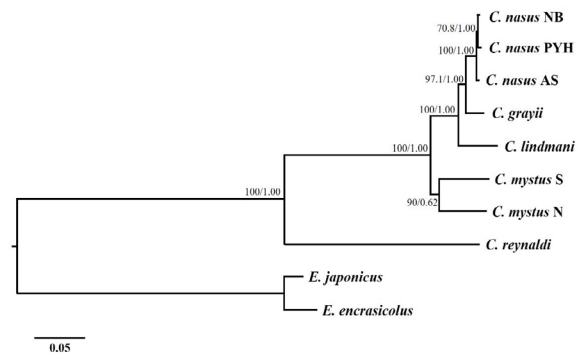 C. nasus NB
70.8/1.00
C. nasus PYH
100/1.00
C. nasus AS
97.1/1.00
C. grayii
100/1.00
C. lindmani
100/1.00
C. mystus S
100/1.00
90/0.62
C. mystus N
C. reynaldi
E. japonicus
E. encrasicolus
0.05